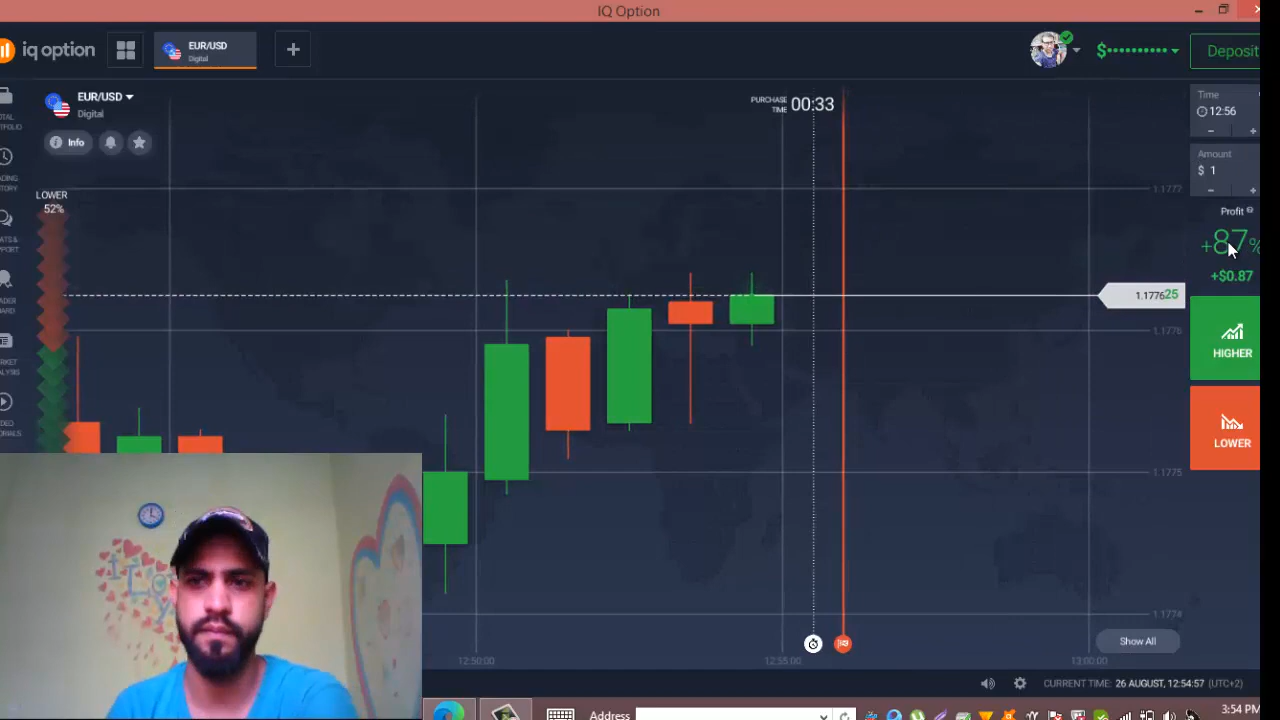 IQ Option
iq option
EUR/USD
Digital
$
Deposit
EUR/USD
Digital
Info
PURCHASE
TIME
00:33
Time
12:56
Amount
$ 1
LOWER
52%
1.1777
Profit
+87%
+$0.87
1.177625
1.1776
HIGHER
LOWER
1.1775
1.1774
Show All
12:50:00
12:55:00
13:00:00
CURRENT TIME: 26 AUGUST, 12:54:57 (UTC+2)
Address
3:54 PM